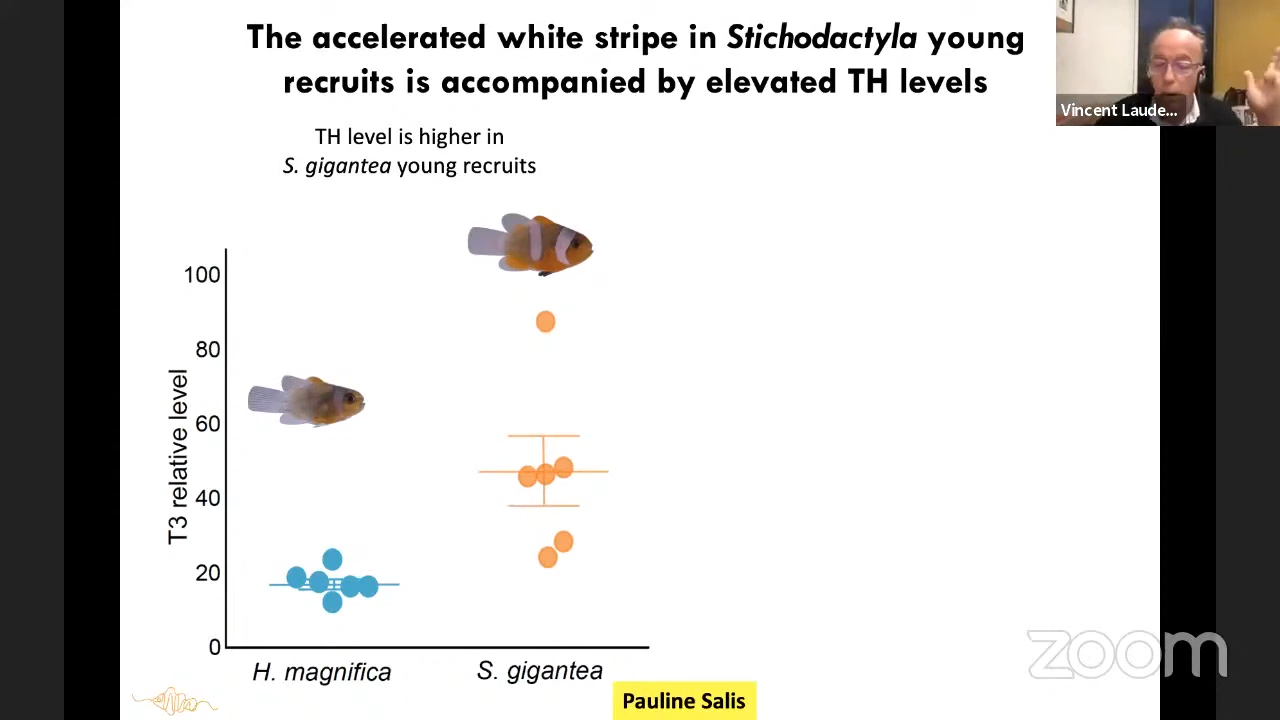 The accelerated white stripe in Stichodactyla young
recruits is accompanied by elevated TH levels
Vincent Laude...
TH level is higher in
S. gigantea young recruits
T3 relative level
100
80
60
40
20
0
H. magnifica
S. gigantea
Pauline Salis
zoom